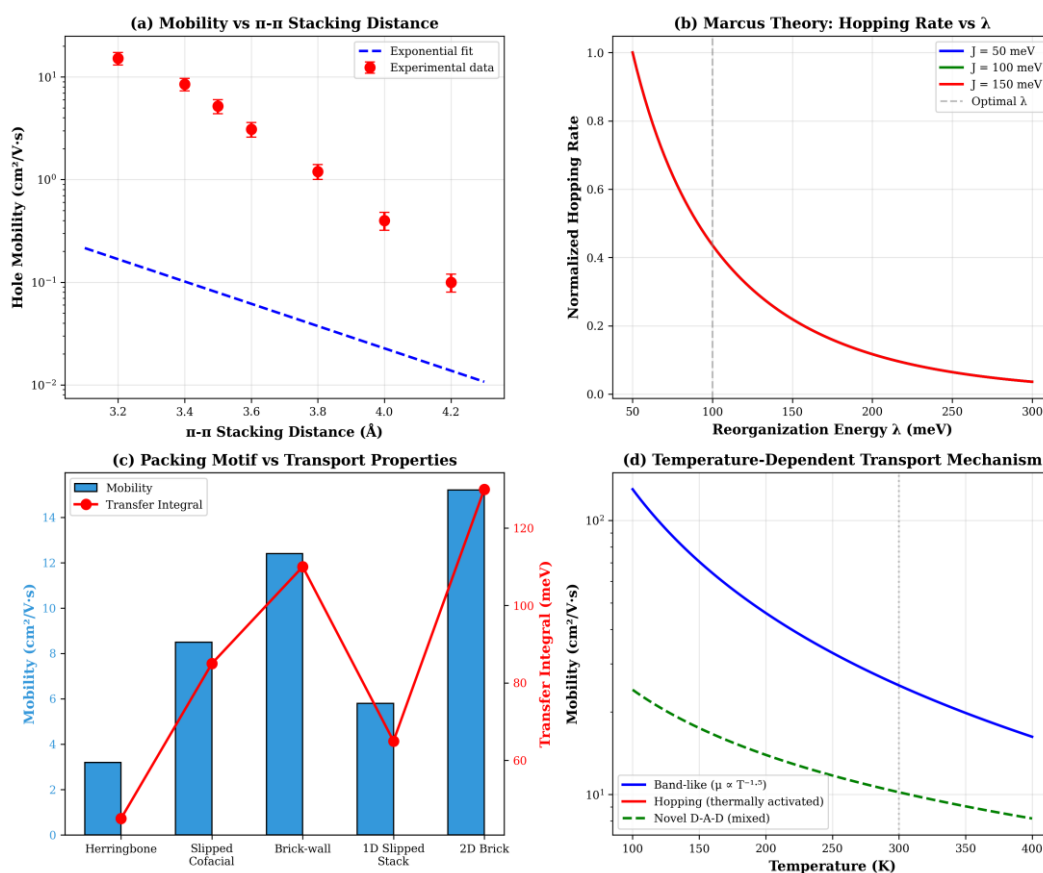 (a) Mobility vs π-π Stacking Distance
Exponential fit
Experimental data
Hole Mobility (cm²/V·s)
10¹
10⁰
10⁻¹
10⁻²
3.2 3.4 3.6 3.8 4.0 4.2
π-π Stacking Distance (Å)
(b) Marcus Theory: Hopping Rate vs λ
J = 50 meV
J = 100 meV
J = 150 meV
Optimal λ
Normalized Hopping Rate
1.0
0.8
0.6
0.4
0.2
0.0
50 100 150 200 250 300
Reorganization Energy λ (meV)
(c) Packing Motif vs Transport Properties
Mobility
Transfer Integral
Mobility (cm²/V·s)
14
12
10
8
6
4
2
0
Transfer Integral (meV)
120
100
80
60
Herringbone
Slipped
Cofacial
Brick-wall
1D Slipped
Stack
2D Brick
(d) Temperature-Dependent Transport Mechanism
Mobility (cm²/V·s)
10²
10¹
Band-like (μ ∝ T⁻¹·⁵)
Hopping (thermally activated)
Novel D-A-D (mixed)
100 150 200 250 300 350 400
Temperature (K)